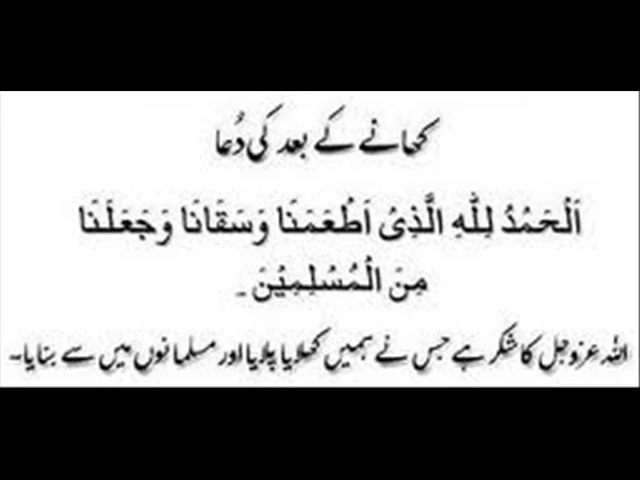 کھانے کے بعد کی دُعا
اَلْحَمْدُ لِلّٰهِ الَّذِیْ اَطْعَمَنَا وَسَقَانَا وَجَعَلَنَا
مِنَ الْمُسْلِمِیْنَ۔
اللہ عزوجل کا شکر ہے جس نے ہمیں کھلایا پلایا اور مسلمانوں میں سے بنایا۔